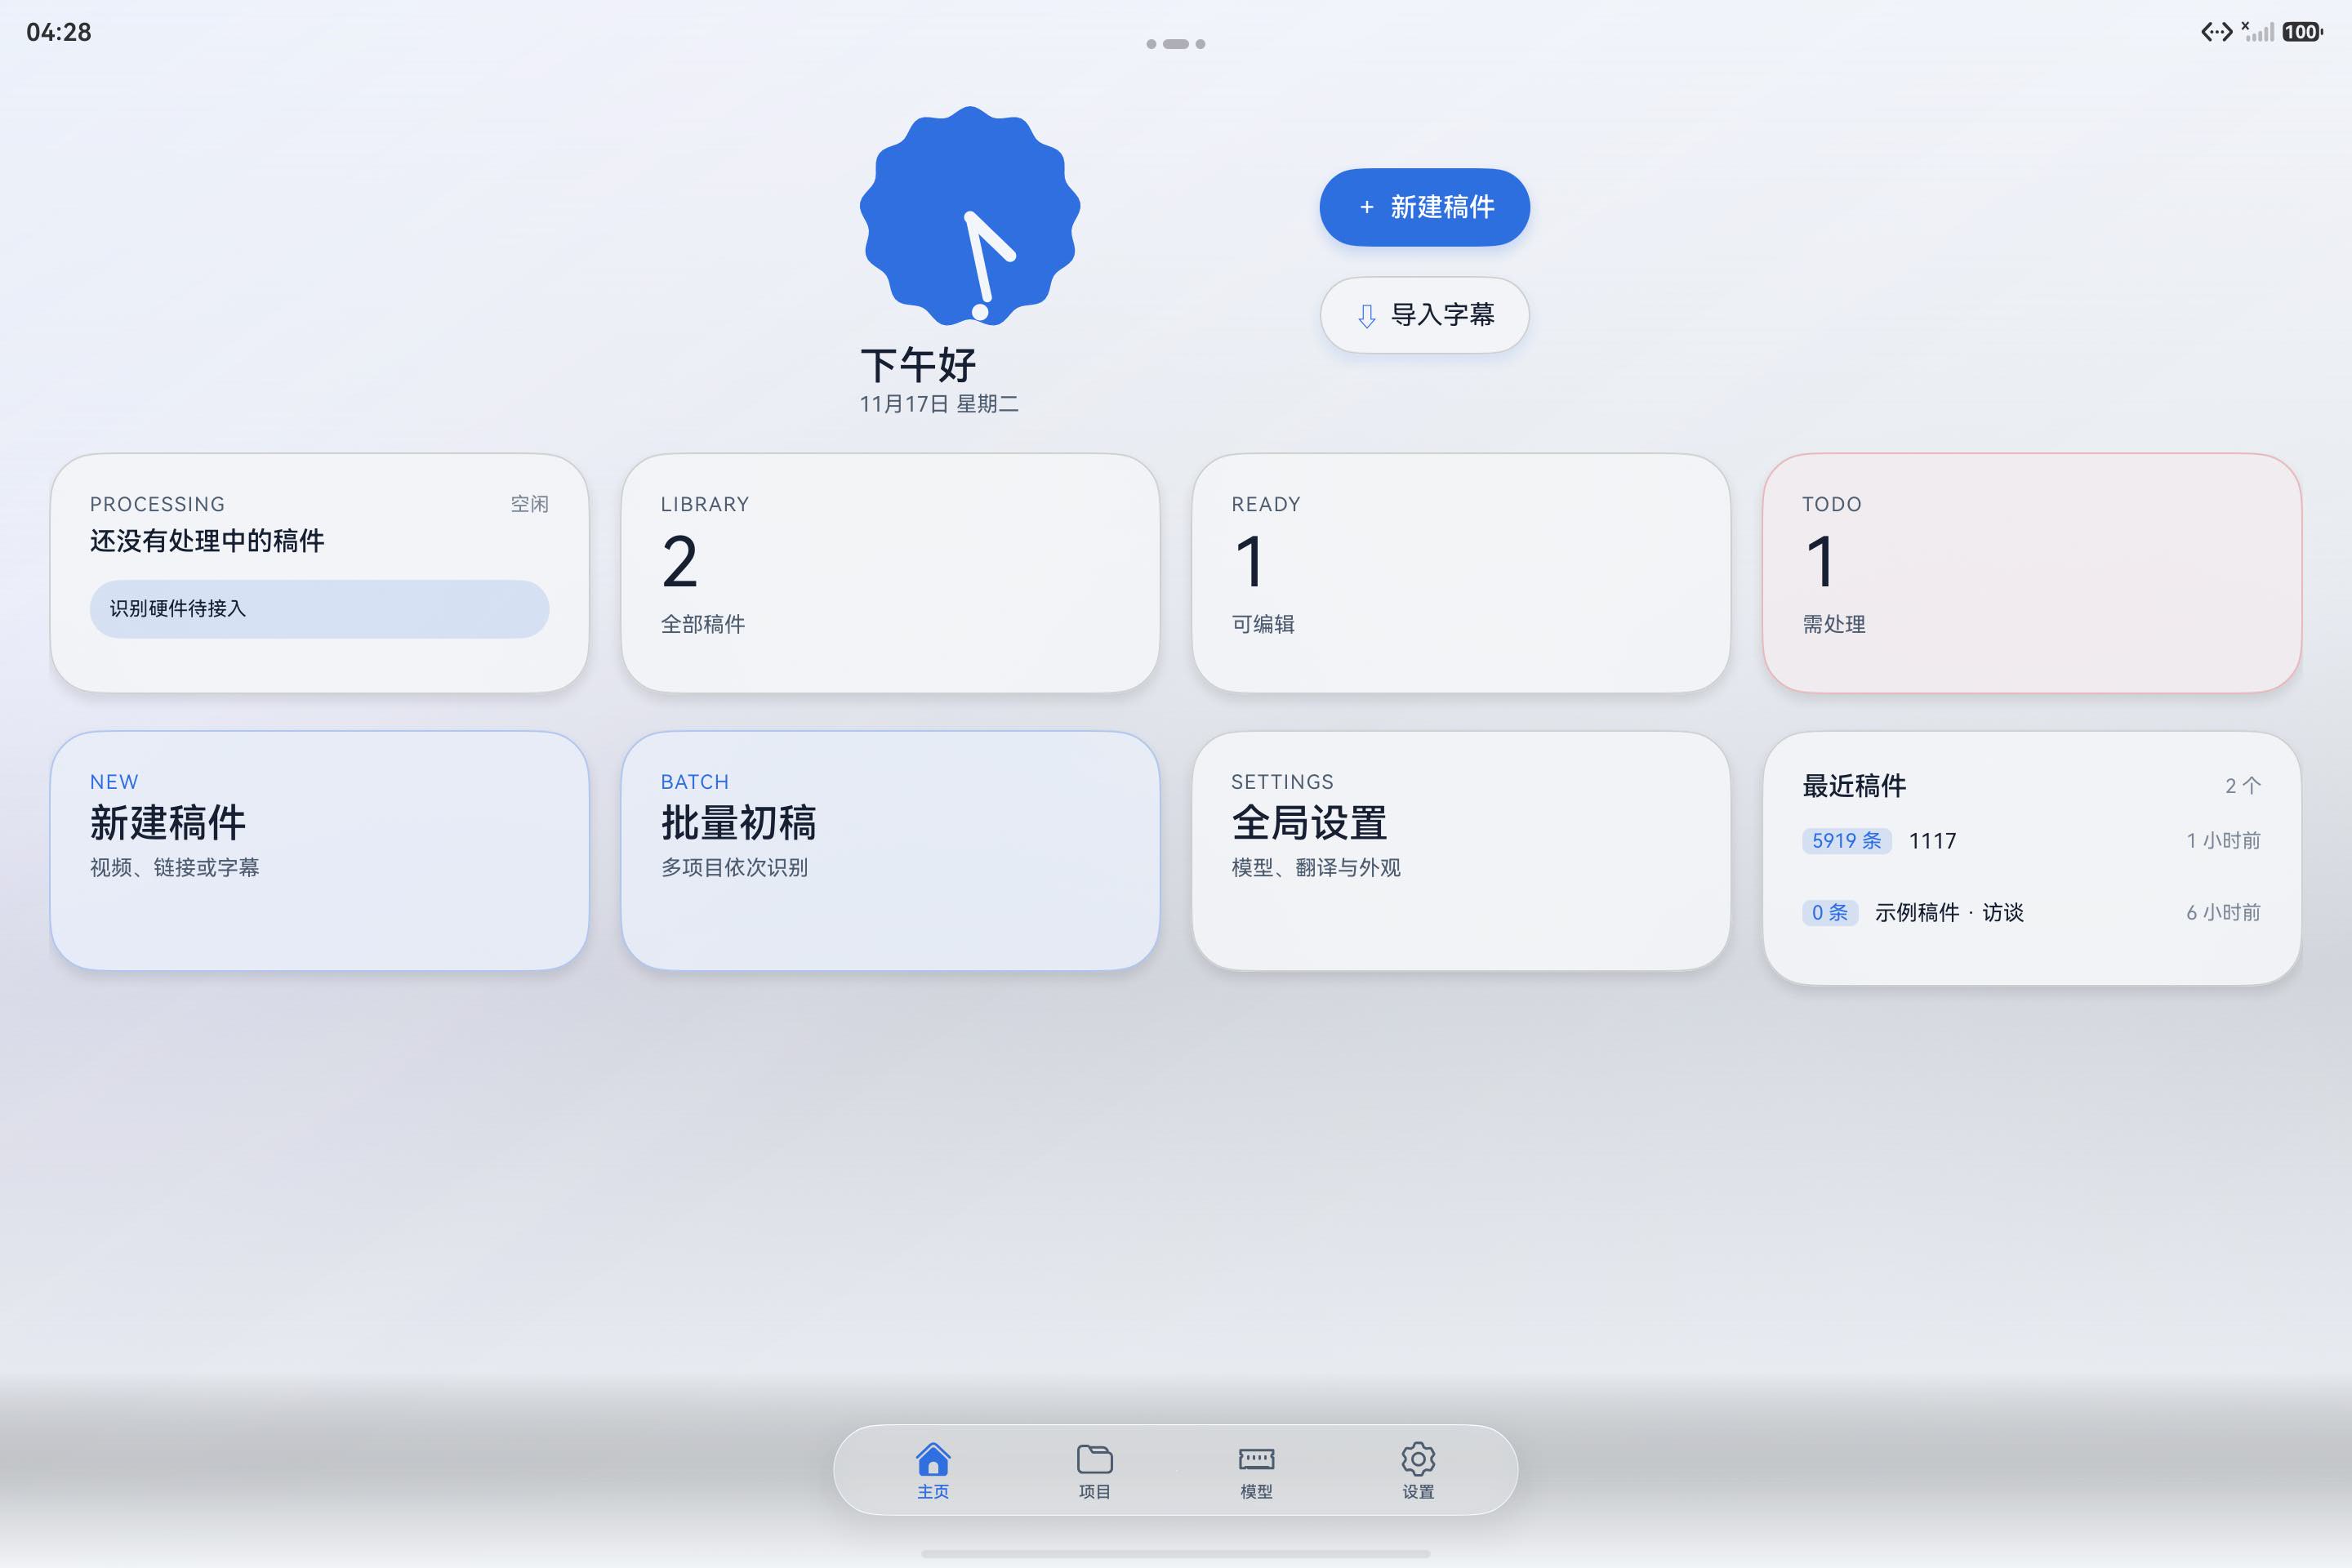 04:28
100
+ 新建稿件
导入字幕
下午好
11月17日 星期二
PROCESSING 空闲
还没有处理中的稿件
识别硬件待接入
LIBRARY
2
全部稿件
READY
1
可编辑
TODO
1
需处理
NEW
新建稿件
视频、链接或字幕
BATCH
批量初稿
多项目依次识别
SETTINGS
全局设置
模型、翻译与外观
最近稿件 2 个
5919 条 1117 1 小时前
0 条 示例稿件 · 访谈 6 小时前
主页 项目 模型 设置